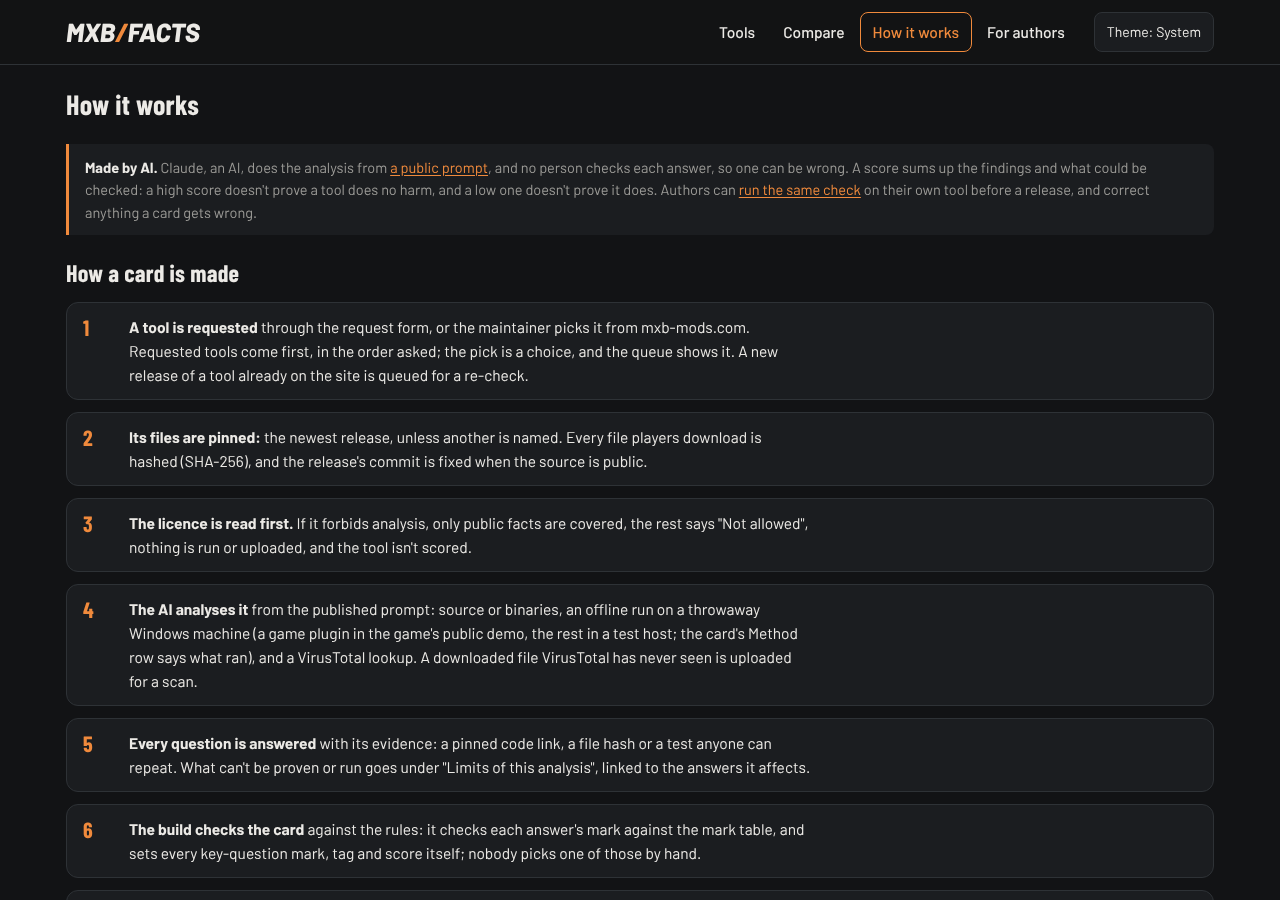 MXB/FACTS
Tools
Compare
How it works
For authors
Theme: System
How it works
Made by AI. Claude, an AI, does the analysis from a public prompt, and no person checks each answer, so one can be wrong. A score sums up the findings and what could be
checked: a high score doesn't prove a tool does no harm, and a low one doesn't prove it does. Authors can run the same check on their own tool before a release, and correct
anything a card gets wrong.
How a card is made
1
A tool is requested through the request form, or the maintainer picks it from mxb-mods.com.
Requested tools come first, in the order asked; the pick is a choice, and the queue shows it. A new
release of a tool already on the site is queued for a re-check.
2
Its files are pinned: the newest release, unless another is named. Every file players download is
hashed (SHA-256), and the release's commit is fixed when the source is public.
3
The licence is read first. If it forbids analysis, only public facts are covered, the rest says "Not allowed",
nothing is run or uploaded, and the tool isn't scored.
4
The AI analyses it from the published prompt: source or binaries, an offline run on a throwaway
Windows machine (a game plugin in the game's public demo, the rest in a test host; the card's Method
row says what ran), and a VirusTotal lookup. A downloaded file VirusTotal has never seen is uploaded
for a scan.
5
Every question is answered with its evidence: a pinned code link, a file hash or a test anyone can
repeat. What can't be proven or run goes under "Limits of this analysis", linked to the answers it affects.
6
The build checks the card against the rules: it checks each answer's mark against the mark table, and
sets every key-question mark, tag and score itself; nobody picks one of those by hand.